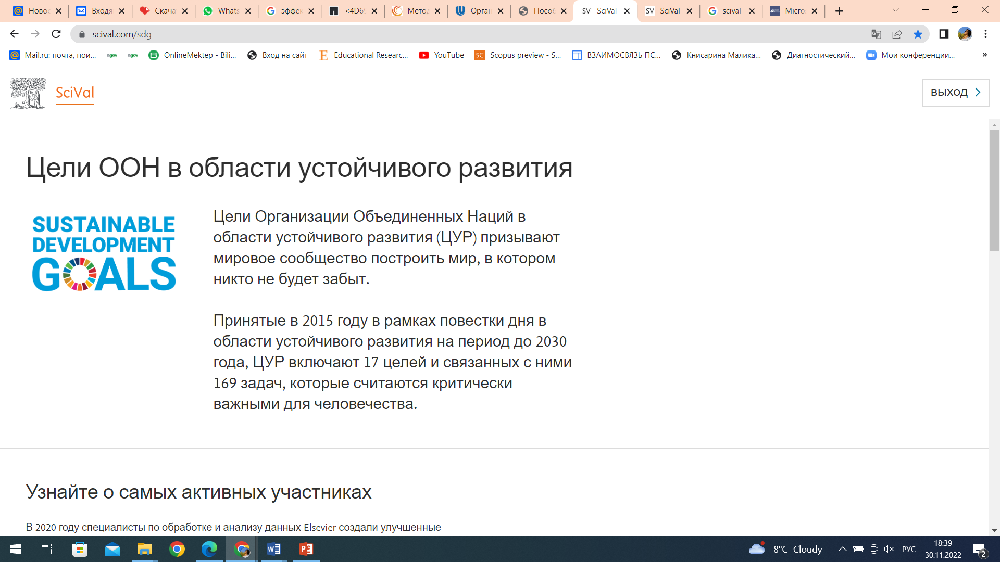 Новос
Входя
Скача
Whats
эффек
<4D69
Метод
Орган
Пособ
SV SciVal
SV SciVal
scival
Micro
scival.com/sdg
Mail.ru: почта, пои...
egov
egov
OnlineMektep - Bili...
Вход на сайт
Educational Researc...
YouTube
SC Scopus preview - S...
ВЗАИМОСВЯЗЬ ПС...
Книсарина Малика...
Диагностический...
Мои конференции...
»
SciVal
ВЫХОД
Цели ООН в области устойчивого развития
SUSTAINABLE
DEVELOPMENT
GOALS
Цели Организации Объединенных Наций в
области устойчивого развития (ЦУР) призывают
мировое сообщество построить мир, в котором
никто не будет забыт.
Принятые в 2015 году в рамках повестки дня в
области устойчивого развития на период до 2030
года, ЦУР включают 17 целей и связанных с ними
169 задач, которые считаются критически
важными для человечества.
Узнайте о самых активных участниках
В 2020 году специалисты по обработке и анализу данных Elsevier создали улучшенные
-8°C Cloudy
РУС
18:39
30.11.2022
2